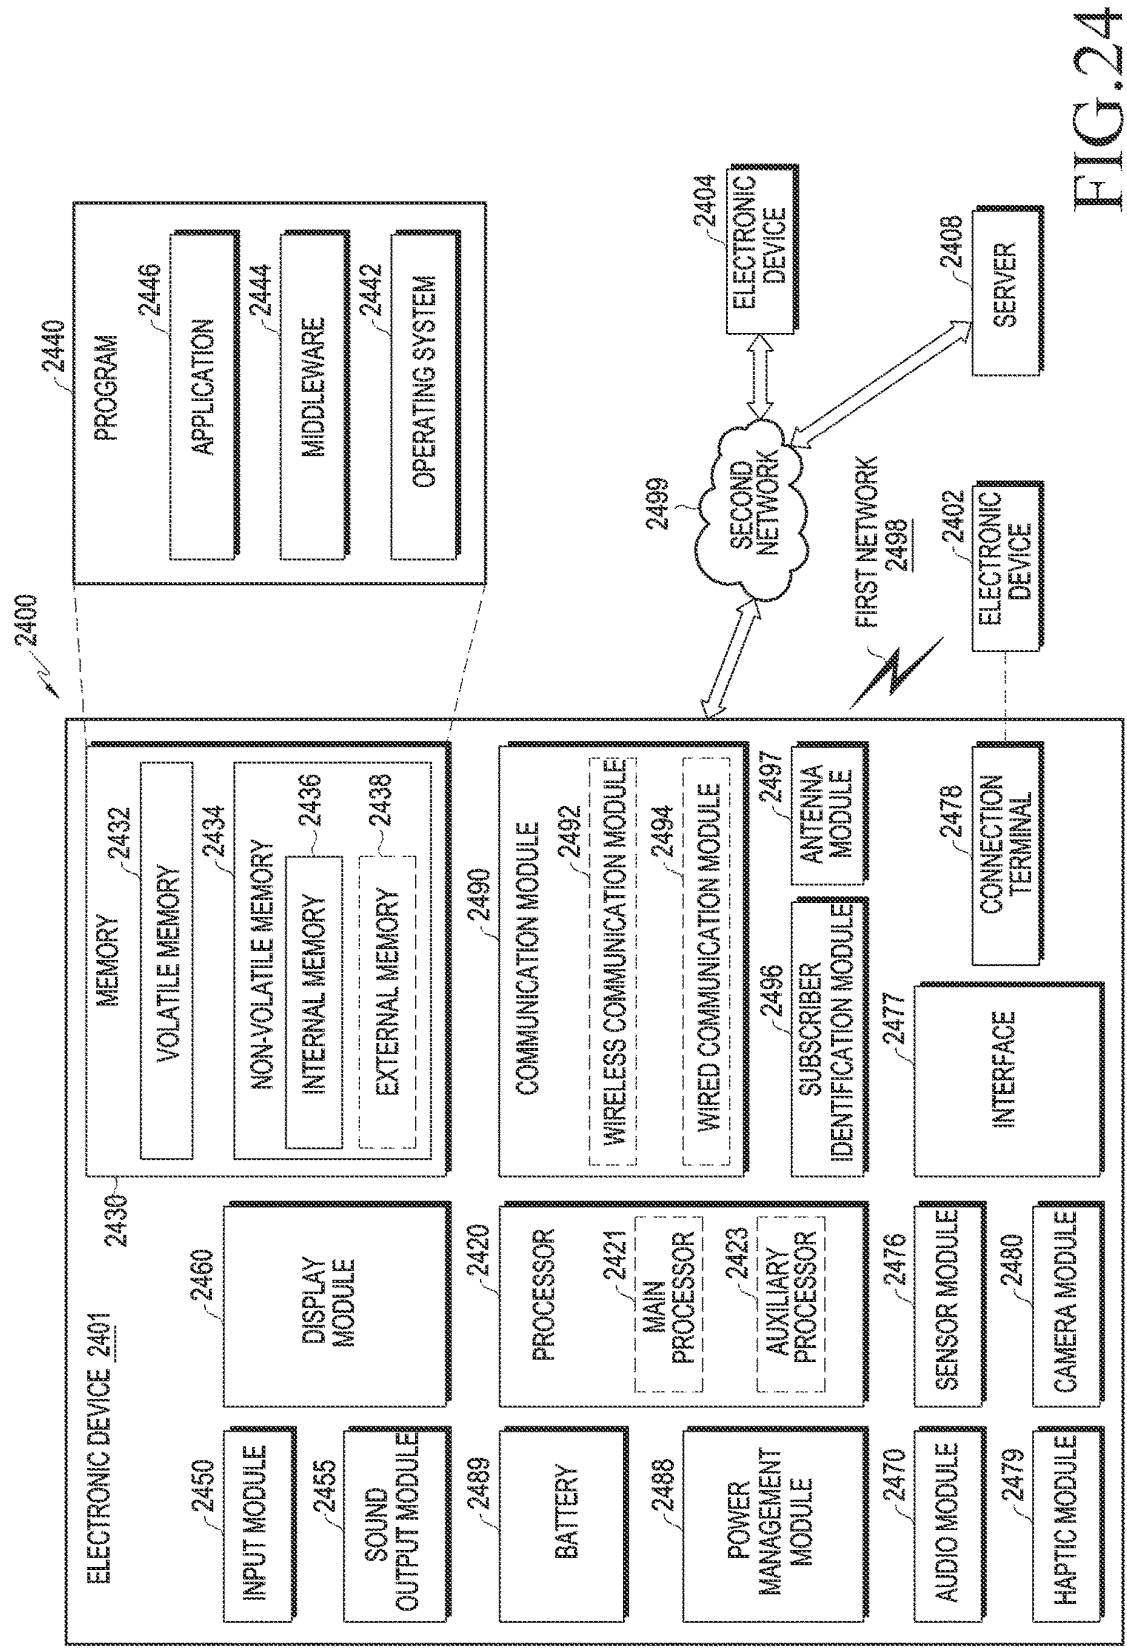 2400
ELECTRONIC DEVICE 2401
2430
MEMORY
2432
VOLATILE MEMORY
2434
NON-VOLATILE MEMORY
2436
INTERNAL MEMORY
2438
EXTERNAL MEMORY
2440
PROGRAM
2446
APPLICATION
2444
MIDDLEWARE
2442
OPERATING SYSTEM
2450
INPUT MODULE
2455
SOUND
OUTPUT MODULE
2460
DISPLAY
MODULE
2489
BATTERY
2488
POWER
MANAGEMENT
MODULE
2420
PROCESSOR
2421
MAIN
PROCESSOR
2423
AUXILIARY
PROCESSOR
2490
COMMUNICATION MODULE
2492
WIRELESS COMMUNICATION MODULE
2494
WIRED COMMUNICATION MODULE
2496
SUBSCRIBER
IDENTIFICATION MODULE
2497
ANTENNA
MODULE
2499
SECOND
NETWORK
2404
ELECTRONIC
DEVICE
FIRST NETWORK
2498
2408
SERVER
2470
AUDIO MODULE
2476
SENSOR MODULE
2477
INTERFACE
2478
CONNECTION
TERMINAL
2402
ELECTRONIC
DEVICE
2479
HAPTIC MODULE
2480
CAMERA MODULE
FIG.24